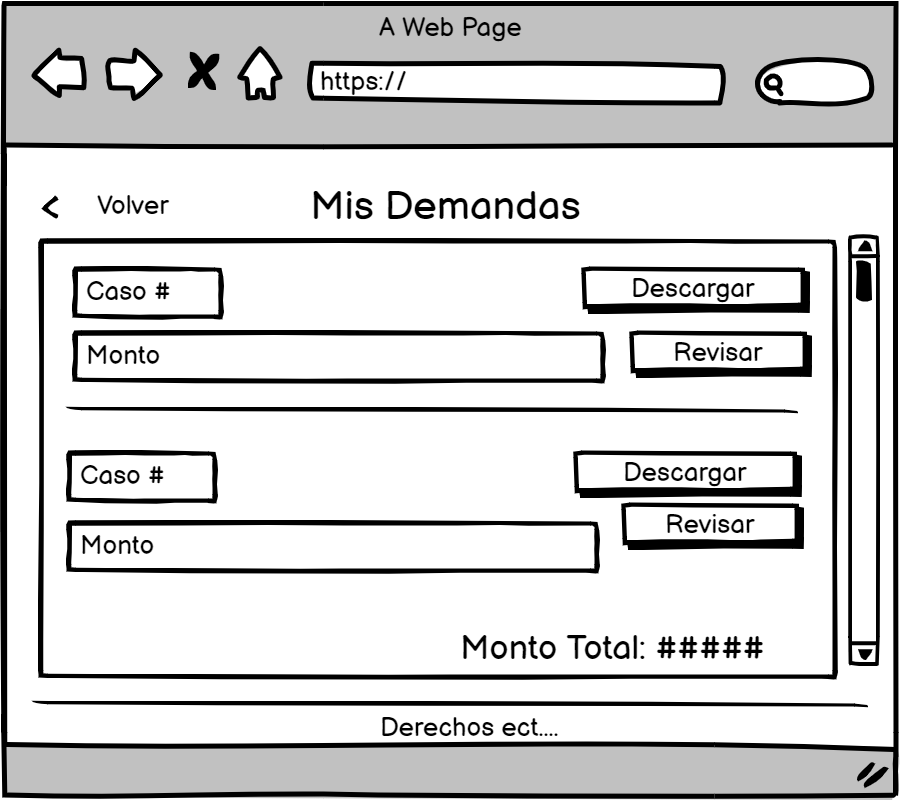 A Web Page
https://
Volver
Mis Demandas
Caso #
Descargar
Monto
Revisar
Caso #
Descargar
Revisar
Monto
Monto Total: #####
Derechos ect....